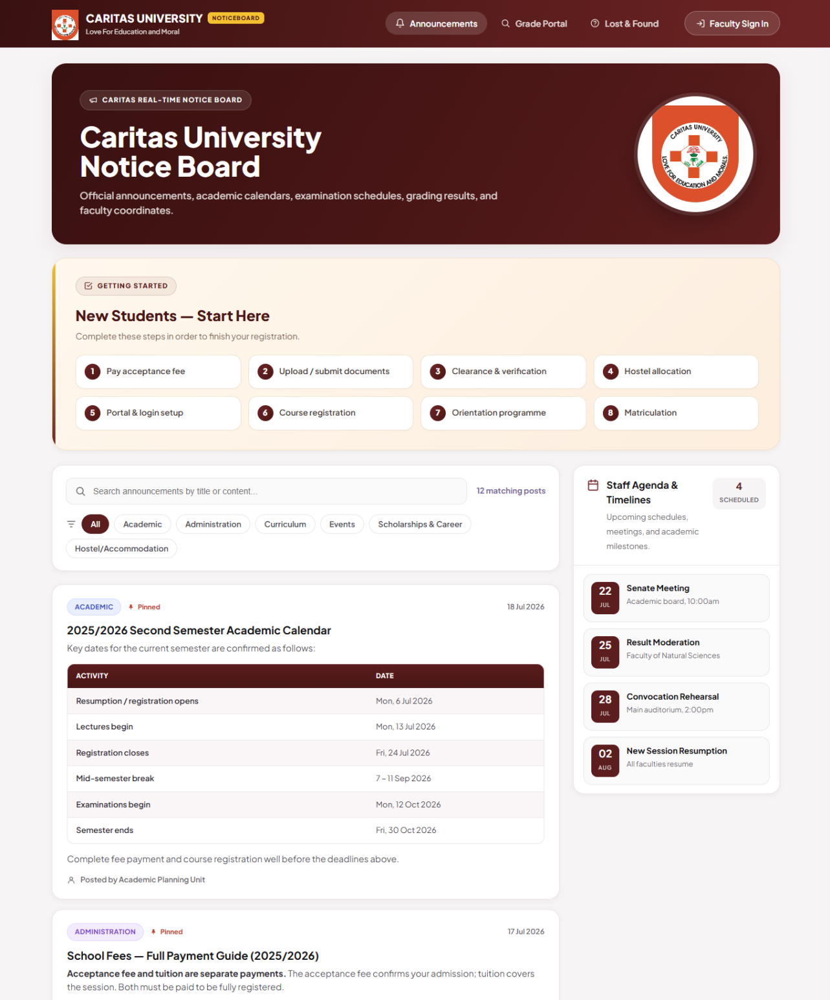 CARITAS UNIVERSITY NOTICEBOARD
Love For Education and Moral
Announcements
Grade Portal
Lost & Found
Faculty Sign In
CARITAS REAL-TIME NOTICE BOARD
Caritas University
Notice Board
Official announcements, academic calendars, examination schedules, grading results, and
faculty coordinates.
CARITAS UNIVERSITY
LOVE FOR EDUCATION AND MORALS.
GETTING STARTED
New Students — Start Here
Complete these steps in order to finish your registration.
1 Pay acceptance fee
2 Upload / submit documents
3 Clearance & verification
4 Hostel allocation
5 Portal & login setup
6 Course registration
7 Orientation programme
8 Matriculation
Search announcements by title or content...
12 matching posts
All
Academic
Administration
Curriculum
Events
Scholarships & Career
Hostel/Accommodation
ACADEMIC
Pinned
18 Jul 2026
2025/2026 Second Semester Academic Calendar
Key dates for the current semester are confirmed as follows:
ACTIVITY DATE
Resumption / registration opens Mon, 6 Jul 2026
Lectures begin Mon, 13 Jul 2026
Registration closes Fri, 24 Jul 2026
Mid-semester break 7 – 11 Sep 2026
Examinations begin Mon, 12 Oct 2026
Semester ends Fri, 30 Oct 2026
Complete fee payment and course registration well before the deadlines above.
Posted by Academic Planning Unit
ADMINISTRATION
Pinned
17 Jul 2026
School Fees — Full Payment Guide (2025/2026)
Acceptance fee and tuition are separate payments. The acceptance fee confirms your admission; tuition covers
the session. Both must be paid to be fully registered.
Staff Agenda &
Timelines
4
SCHEDULED
Upcoming schedules,
meetings, and academic
milestones.
22
JUL
Senate Meeting
Academic board, 10:00am
25
JUL
Result Moderation
Faculty of Natural Sciences
28
JUL
Convocation Rehearsal
Main auditorium, 2:00pm
02
AUG
New Session Resumption
All faculties resume